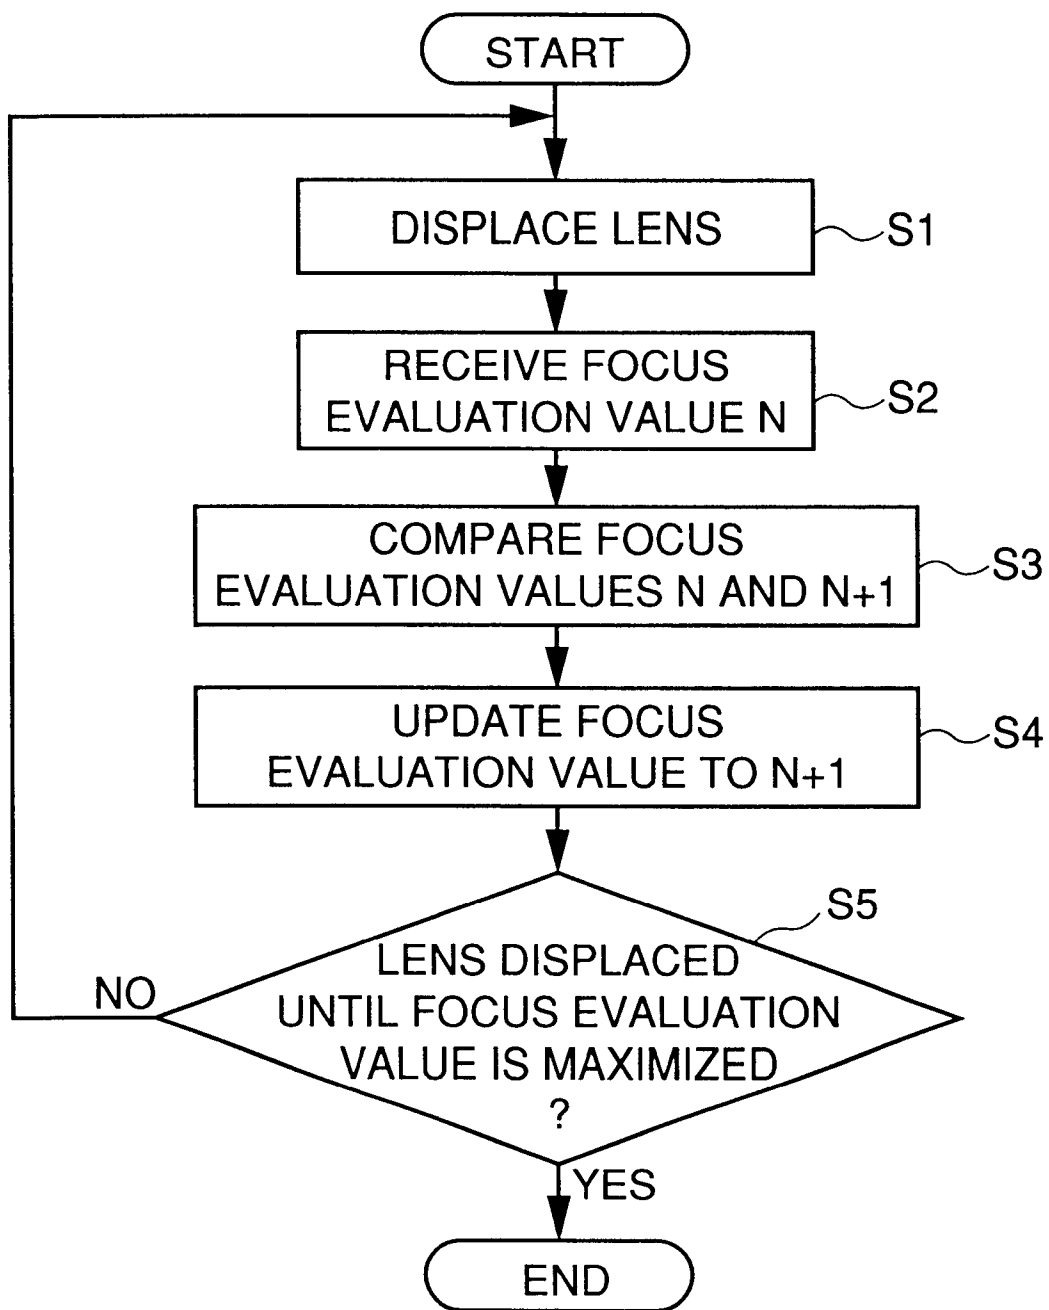 START
DISPLACE LENS
S1
RECEIVE FOCUS
EVALUATION VALUE N
S2
COMPARE FOCUS
EVALUATION VALUES N AND N+1
S3
UPDATE FOCUS
EVALUATION VALUE TO N+1
S4
S5
LENS DISPLACED
UNTIL FOCUS EVALUATION
VALUE IS MAXIMIZED
?
NO
YES
END